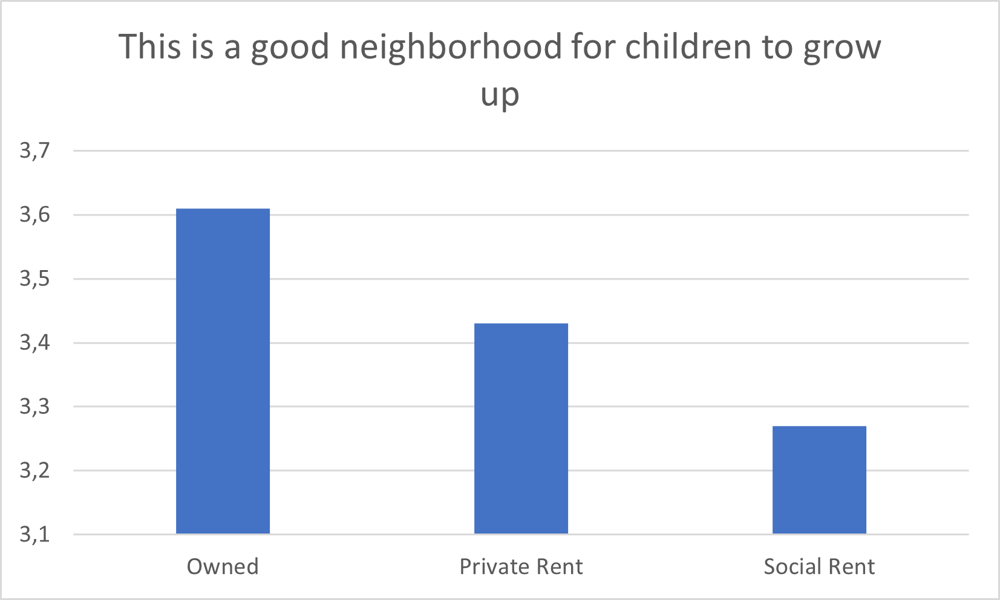 This is a good neighborhood for children to grow
up
3,7
3,6
3,5
3,4
3,3
3,2
3,1
Owned Private Rent Social Rent